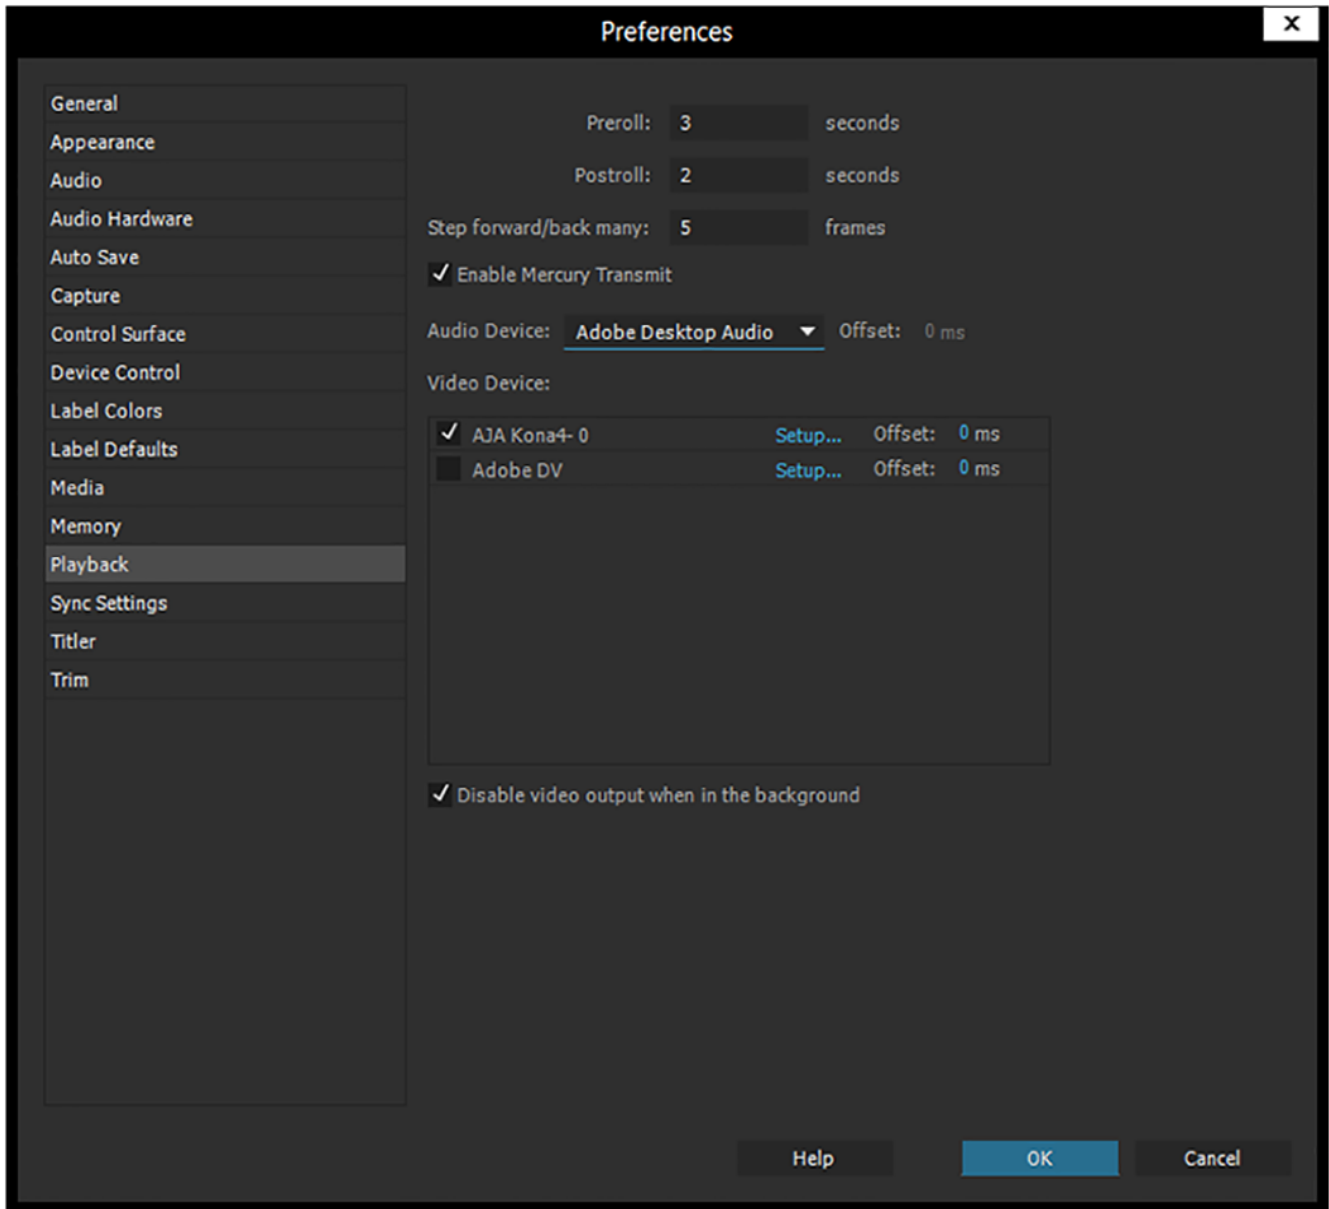 Preferences
x
General
Appearance
Audio
Audio Hardware
Auto Save
Capture
Control Surface
Device Control
Label Colors
Label Defaults
Media
Memory
Playback
Sync Settings
Titler
Trim
Preroll: 3 seconds
Postroll: 2 seconds
Step forward/back many: 5 frames
Enable Mercury Transmit
Audio Device: Adobe Desktop Audio Offset: 0 ms
Video Device:
AJA Kona4- 0 Setup... Offset: 0 ms
Adobe DV Setup... Offset: 0 ms
Disable video output when in the background
Help OK Cancel